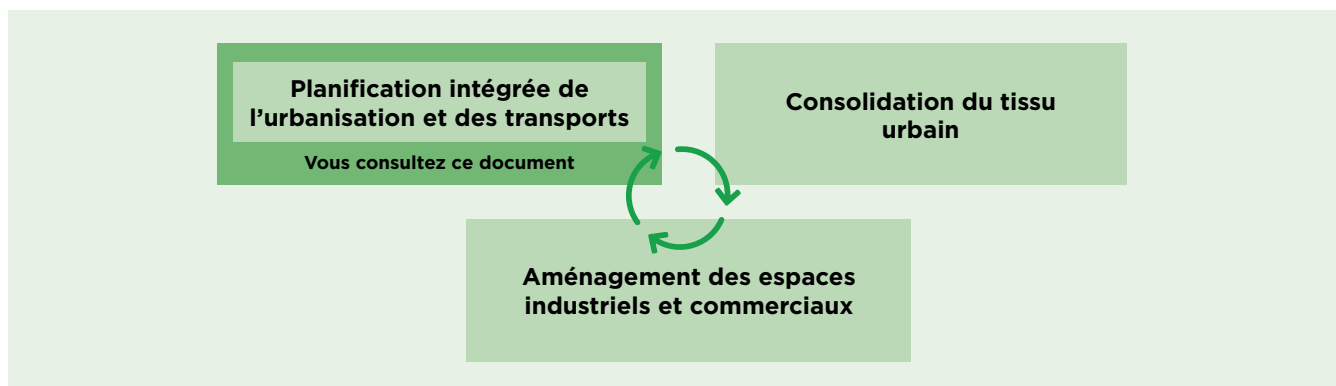 Planification intégrée de
l'urbanisation et des transports
Vous consultez ce document
Consolidation du tissu
urbain
Aménagement des espaces
industriels et commerciaux